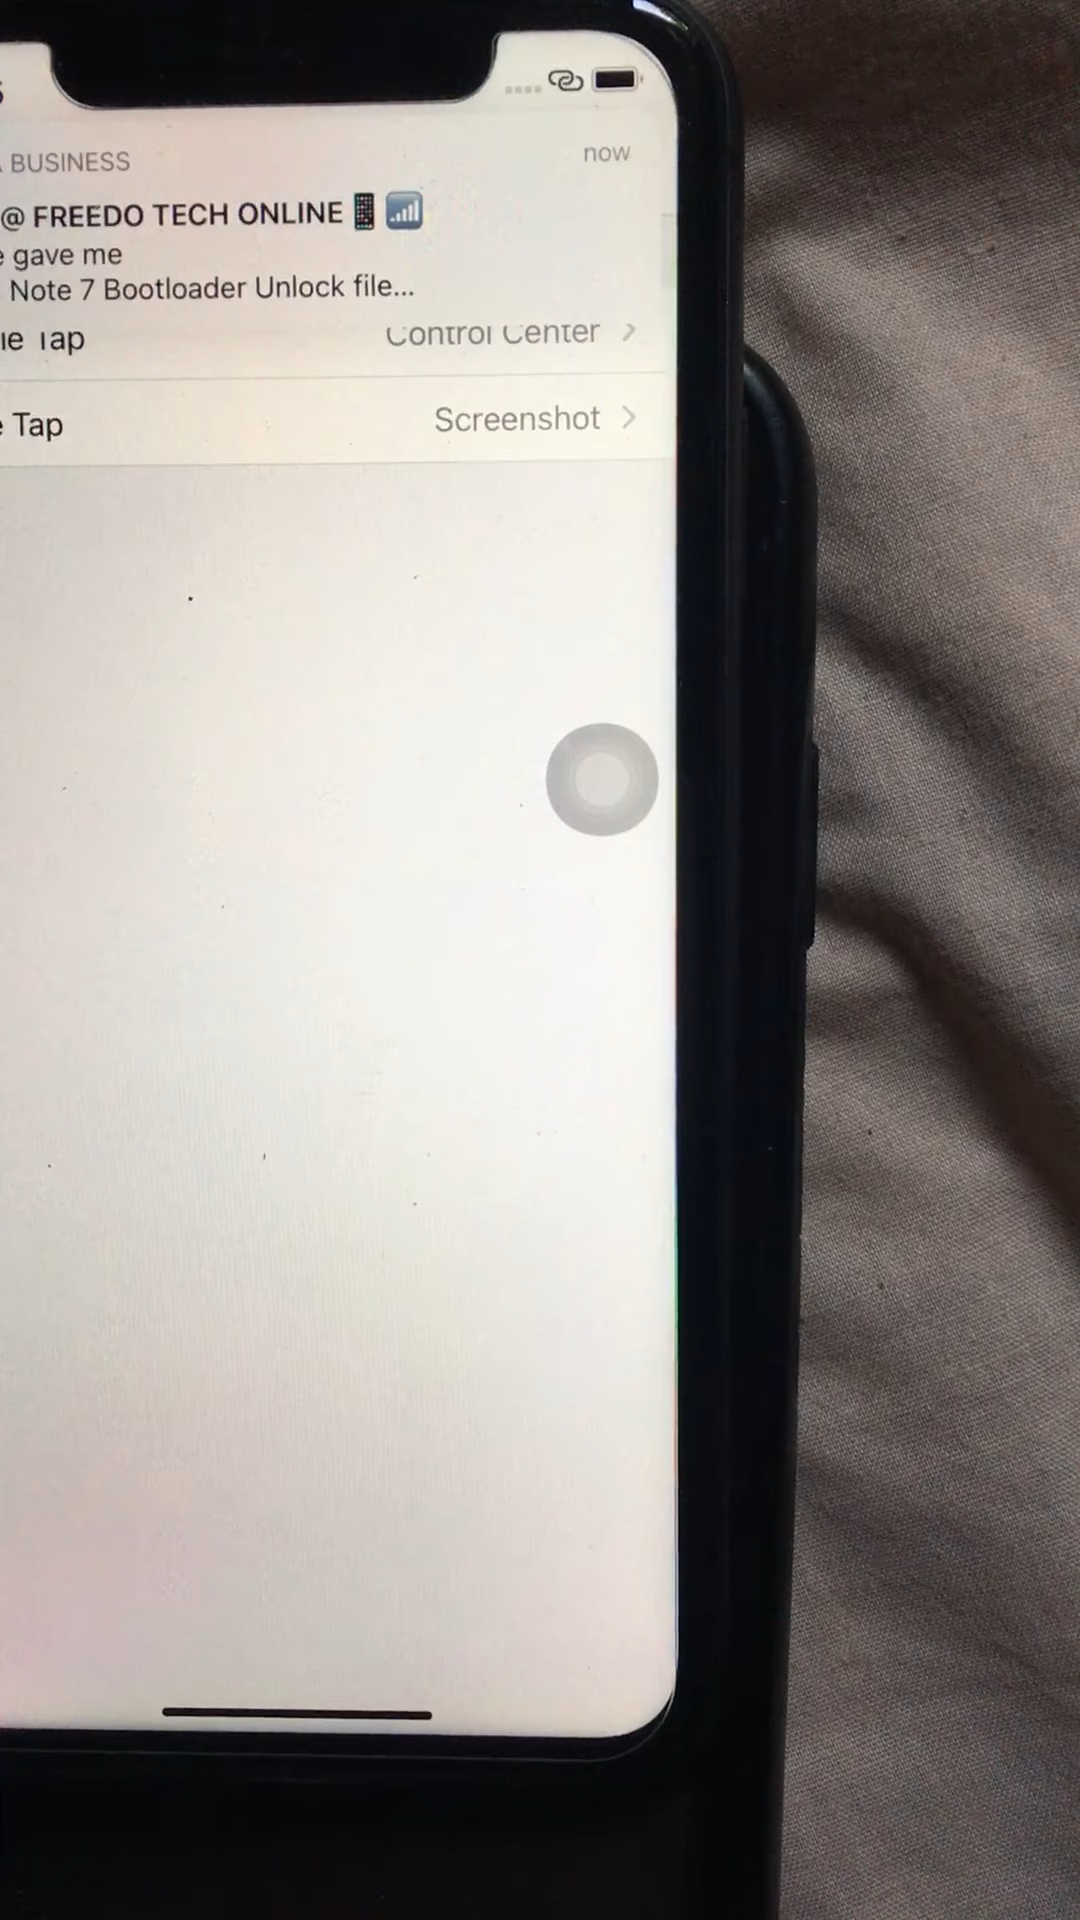 BUSINESS
now
@ FREEDO TECH ONLINE 📱 📶
gave me
Note 7 Bootloader Unlock file...
Tap
Control Center
Tap
Screenshot